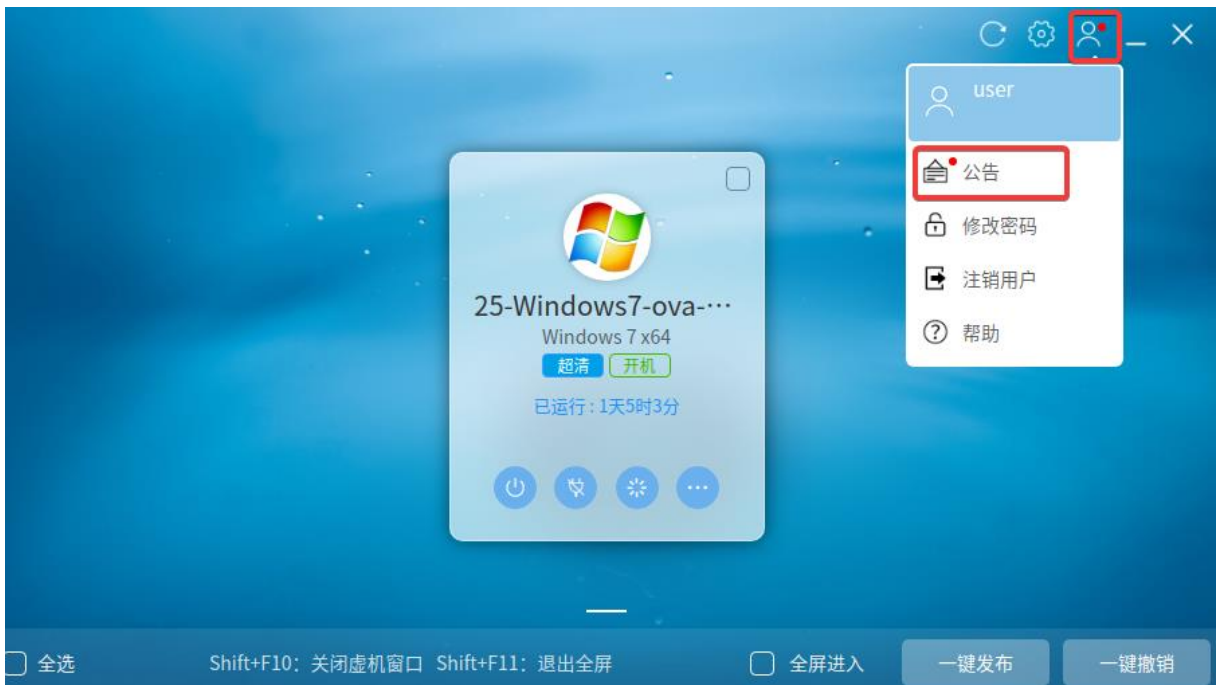 user
公告
修改密码
注销用户
帮助
25-Windows7-ova-···
Windows 7 x64
超清 开机
已运行：1天5时3分
全选 Shift+F10：关闭虚机窗口 Shift+F11：退出全屏 全屏进入 一键发布 一键撤销